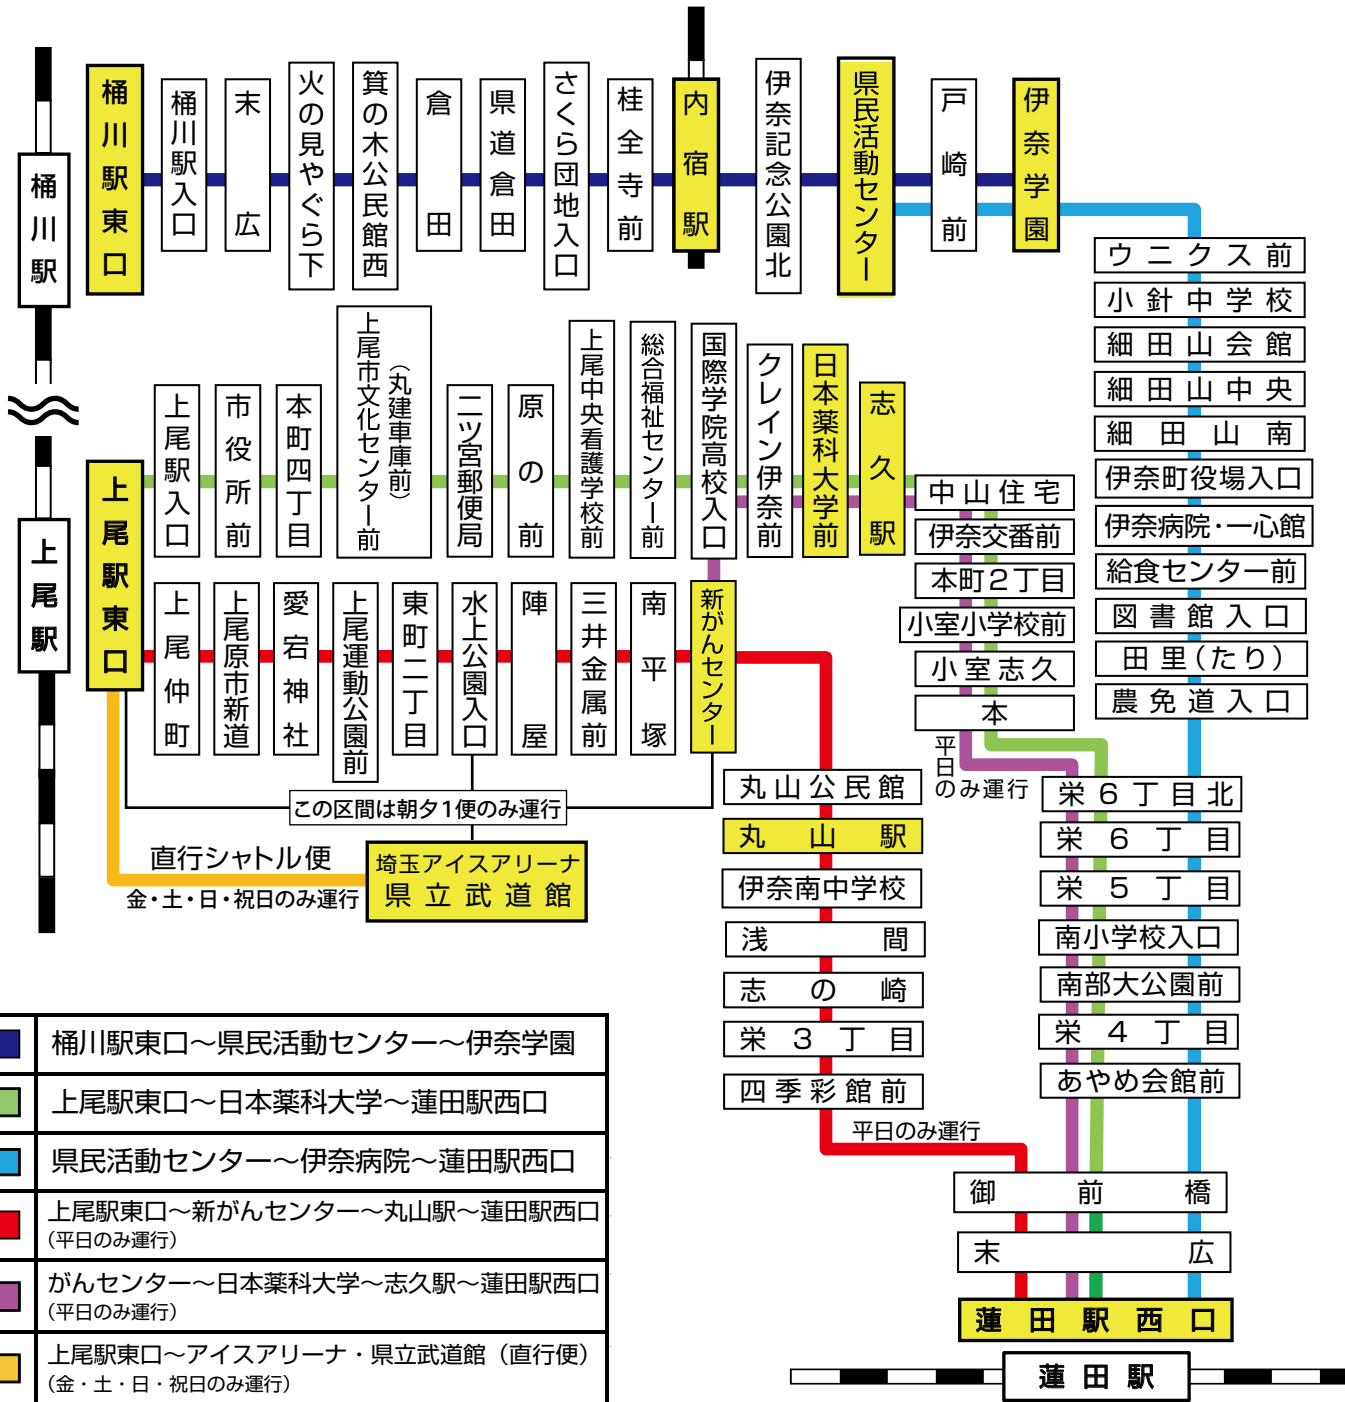 桶川駅
桶川駅東口
桶川駅入口
末広
火の見やぐら下
箕の木公民館西
倉田
県道倉田
さくら団地入口
桂全寺前
内宿駅
伊奈記念公園北
県民活動センター
戸崎前
伊奈学園
ウニクス前
小針中学校
細田山会館
細田山中央
細田山南
伊奈町役場入口
伊奈病院・一心館
給食センター前
図書館入口
田里(たり)
農免道入口
上尾駅
上尾駅東口
上尾駅入口
市役所前
本町四丁目
上尾市文化センター前
(丸建車庫前)
二ツ宮郵便局
原の前
上尾中央看護学校前
総合福祉センター前
国際学院高校入口
クレイン伊奈前
日本薬科大学前
志久駅
中山住宅
伊奈交番前
本町2丁目
小室小学校前
小室志久
本
平日
のみ運行
上尾仲町
上尾原市新道
愛宕神社
上尾運動公園前
東町二丁目
水上公園入口
陣屋
三井金属前
南平塚
新がんセンター
この区間は朝夕1便のみ運行
直行シャトル便
金・土・日・祝日のみ運行
埼玉アイスアリーナ
県立武道館
丸山公民館
丸山駅
伊奈南中学校
浅間
志の崎
栄3丁目
四季彩館前
平日のみ運行
栄6丁目北
栄6丁目
栄5丁目
南小学校入口
南部大公園前
栄4丁目
あやめ会館前
御前橋
末広
蓮田駅西口
蓮田駅
桶川駅東口～県民活動センター～伊奈学園
上尾駅東口～日本薬科大学～蓮田駅西口
県民活動センター～伊奈病院～蓮田駅西口
上尾駅東口～新がんセンター～丸山駅～蓮田駅西口
(平日のみ運行)
がんセンター～日本薬科大学～志久駅～蓮田駅西口
(平日のみ運行)
上尾駅東口～アイスアリーナ・県立武道館（直行便）
(金・土・日・祝日のみ運行)